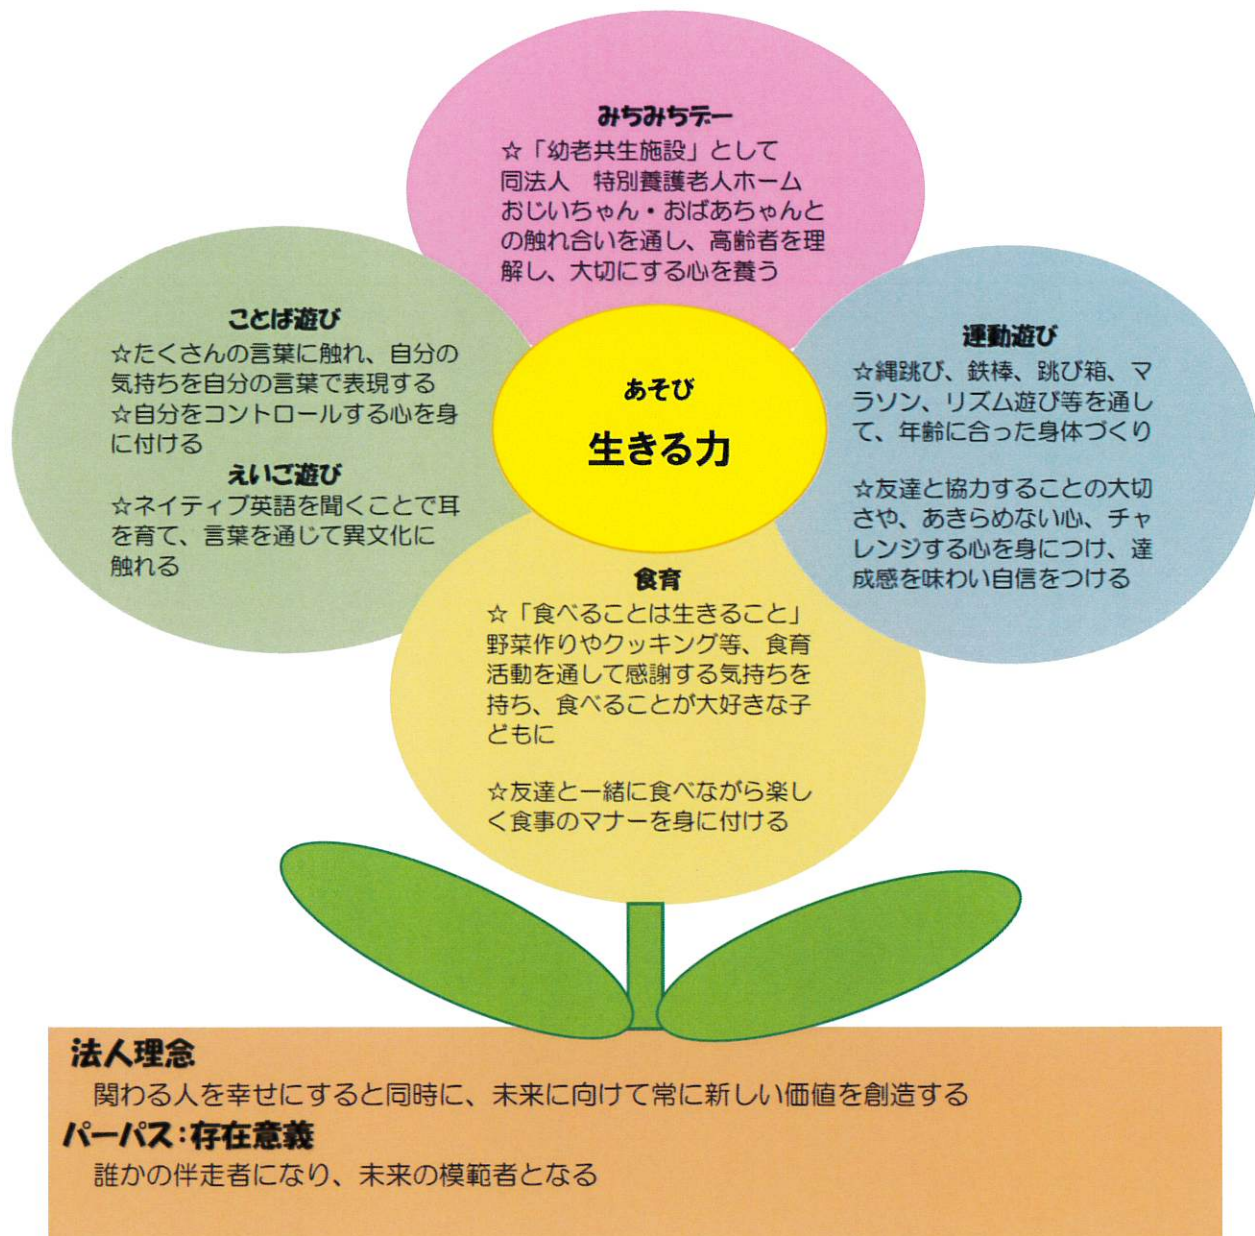 みちみちデー
☆「幼老共生施設」として
同法人　特別養護老人ホーム
おじいちゃん・おばあちゃんと
の触れ合いを通し、高齢者を理
解し、大切にする心を養う
ことば遊び
☆たくさんの言葉に触れ、自分の
気持ちを自分の言葉で表現する
☆自分をコントロールする心を身
に付ける
えいご遊び
☆ネイティブ英語を聞くことで耳
を育て、言葉を通じて異文化に
触れる
あそび
生きる力
運動遊び
☆縄跳び、鉄棒、跳び箱、マ
ラソン、リズム遊び等を通し
て、年齢に合った身体づくり
☆友達と協力することの大切
さや、あきらめない心、チャ
レンジする心を身につけ、達
成感を味わい自信をつける
食育
☆「食べることは生きること」
野菜作りやクッキング等、食育
活動を通して感謝する気持ちを
持ち、食べることが大好きな子
どもに
☆友達と一緒に食べながら楽し
く食事のマナーを身に付ける
法人理念
関わる人を幸せにすると同時に、未来に向けて常に新しい価値を創造する
パーパス：存在意義
誰かの伴走者になり、未来の模範者となる